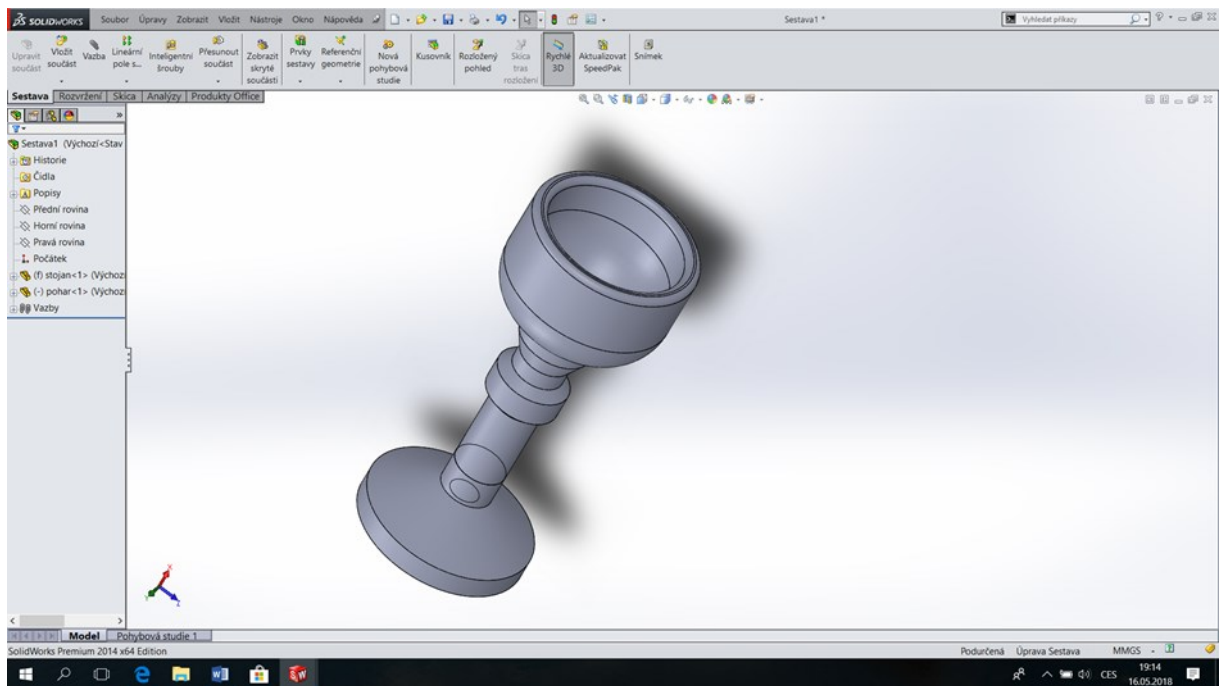 SOLIDWORKS Soubor Úpravy Zobrazit Vložit Nástroje Okno Nápověda Sestava1 * Vyhledat příkazy
Upravit součást
Vložit součást
Vazba
Lineární pole s...
Inteligentní šrouby
Přesunout součást
Zobrazit skryté součásti
Prvky sestavy
Referenční geometrie
Nová pohybová studie
Kusovník
Rozložený pohled
Skica tras rozložení
Rychlé 3D
Aktualizovat SpeedPak
Snímek
Sestava Rozvržení Skica Analýzy Produkty Office
Sestava1 (Výchozí<Stav
Historie
Čidla
Popisy
Přední rovina
Horní rovina
Pravá rovina
Počátek
(f) stojan<1> (Výchoz
(-) pohar<1> (Výchoz
Vazby
Model Pohybová studie 1
SolidWorks Premium 2014 x64 Edition Podurčená Úprava Sestava MMGS
CES 19:14
16.05.2018